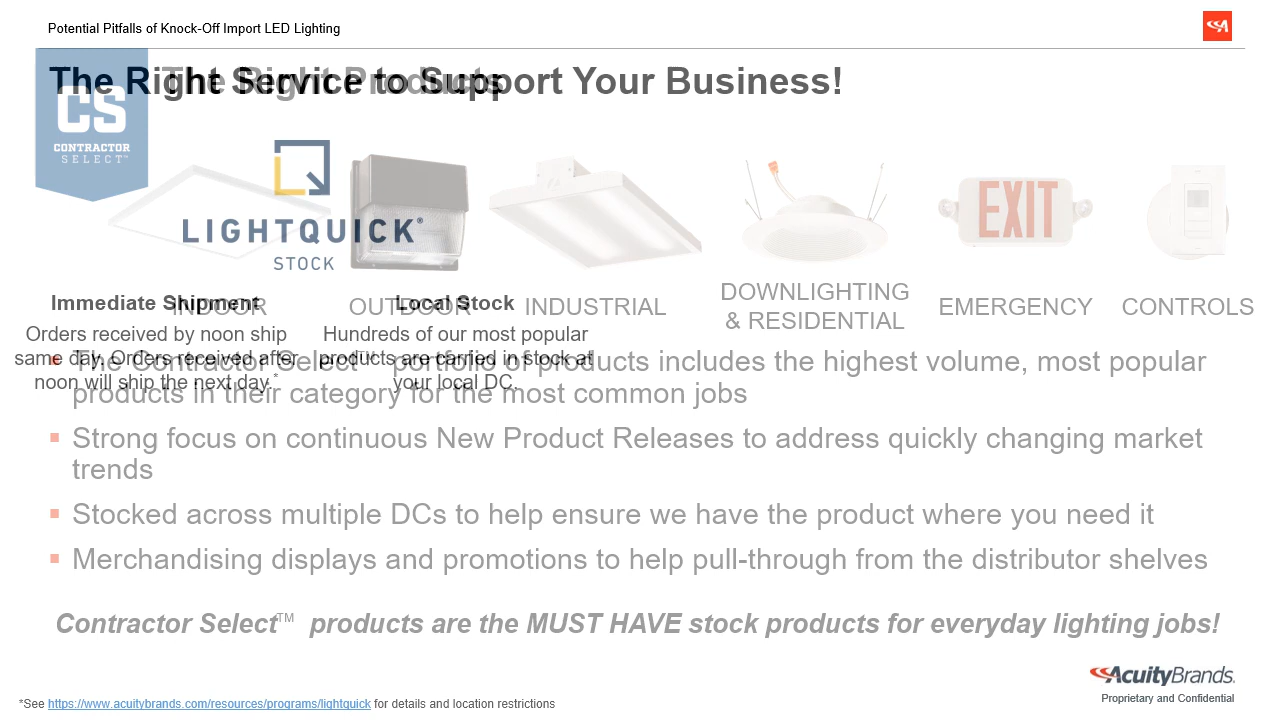 Potential Pitfalls of Knock-Off Import LED Lighting
The Right Service to Support Your Business!
The Right Products
CS
CONTRACTOR
SELECT™
LIGHTQUICK®
STOCK
EXIT
INDOOR
OUTDOOR
INDUSTRIAL
DOWNLIGHTING
& RESIDENTIAL
EMERGENCY
CONTROLS
Immediate Shipment
Orders received by noon ship
same day. Orders received after
noon will ship the next day.*
Local Stock
Hundreds of our most popular
products are carried in stock at
your local DC.
▪ The Contractor Select™ portfolio of products includes the highest volume, most popular
products in their category for the most common jobs
▪ Strong focus on continuous New Product Releases to address quickly changing market
trends
▪ Stocked across multiple DCs to help ensure we have the product where you need it
▪ Merchandising displays and promotions to help pull-through from the distributor shelves
Contractor Select™ products are the MUST HAVE stock products for everyday lighting jobs!
AcuityBrands.
Proprietary and Confidential
*See https://www.acuitybrands.com/resources/programs/lightquick for details and location restrictions